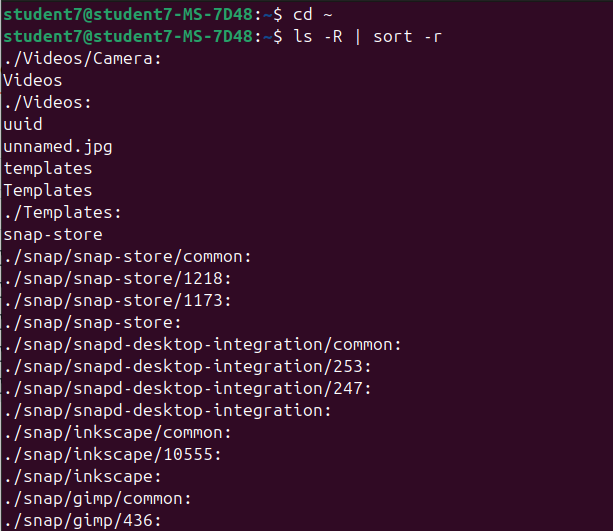 student7@student7-MS-7D48:~$ cd ~
student7@student7-MS-7D48:~$ ls -R | sort -r
./Videos/Camera:
Videos
./Videos:
uuid
unnamed.jpg
templates
Templates
./Templates:
snap-store
./snap/snap-store/common:
./snap/snap-store/1218:
./snap/snap-store/1173:
./snap/snap-store:
./snap/snapd-desktop-integration/common:
./snap/snapd-desktop-integration/253:
./snap/snapd-desktop-integration/247:
./snap/snapd-desktop-integration:
./snap/inkscape/common:
./snap/inkscape/10555:
./snap/inkscape:
./snap/gimp/common:
./snap/gimp/436: